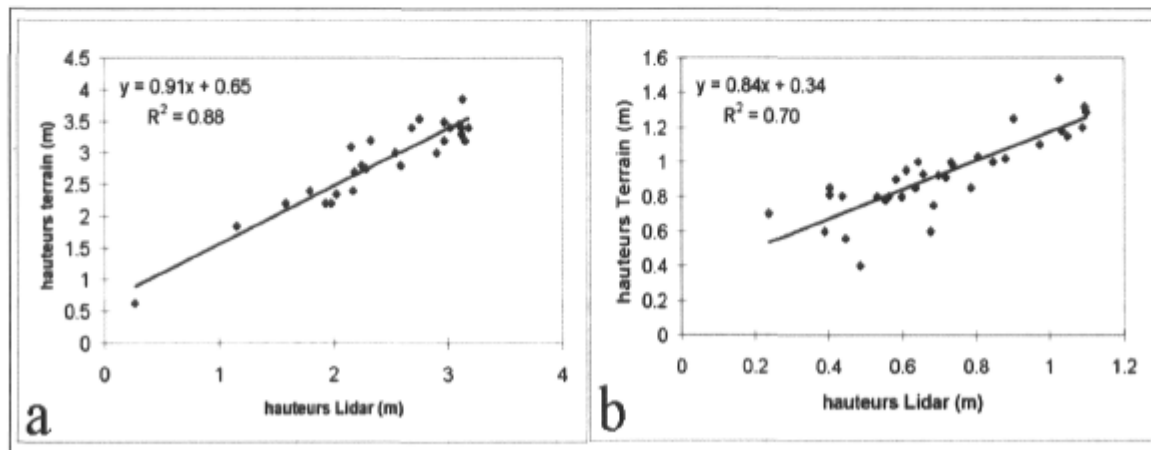 4.5
4
3.5
3
2.5
2
1.5
1
0.5
0
hauteurs terrain (m)
y = 0.91x + 0.65
R² = 0.88
0 1 2 3 4
hauteurs Lidar (m)
a
1.6
1.4
1.2
1
0.8
0.6
0.4
0.2
0
hauteurs Terrain (m)
y = 0.84x + 0.34
R² = 0.70
0 0.2 0.4 0.6 0.8 1 1.2
hauteurs Lidar (m)
b